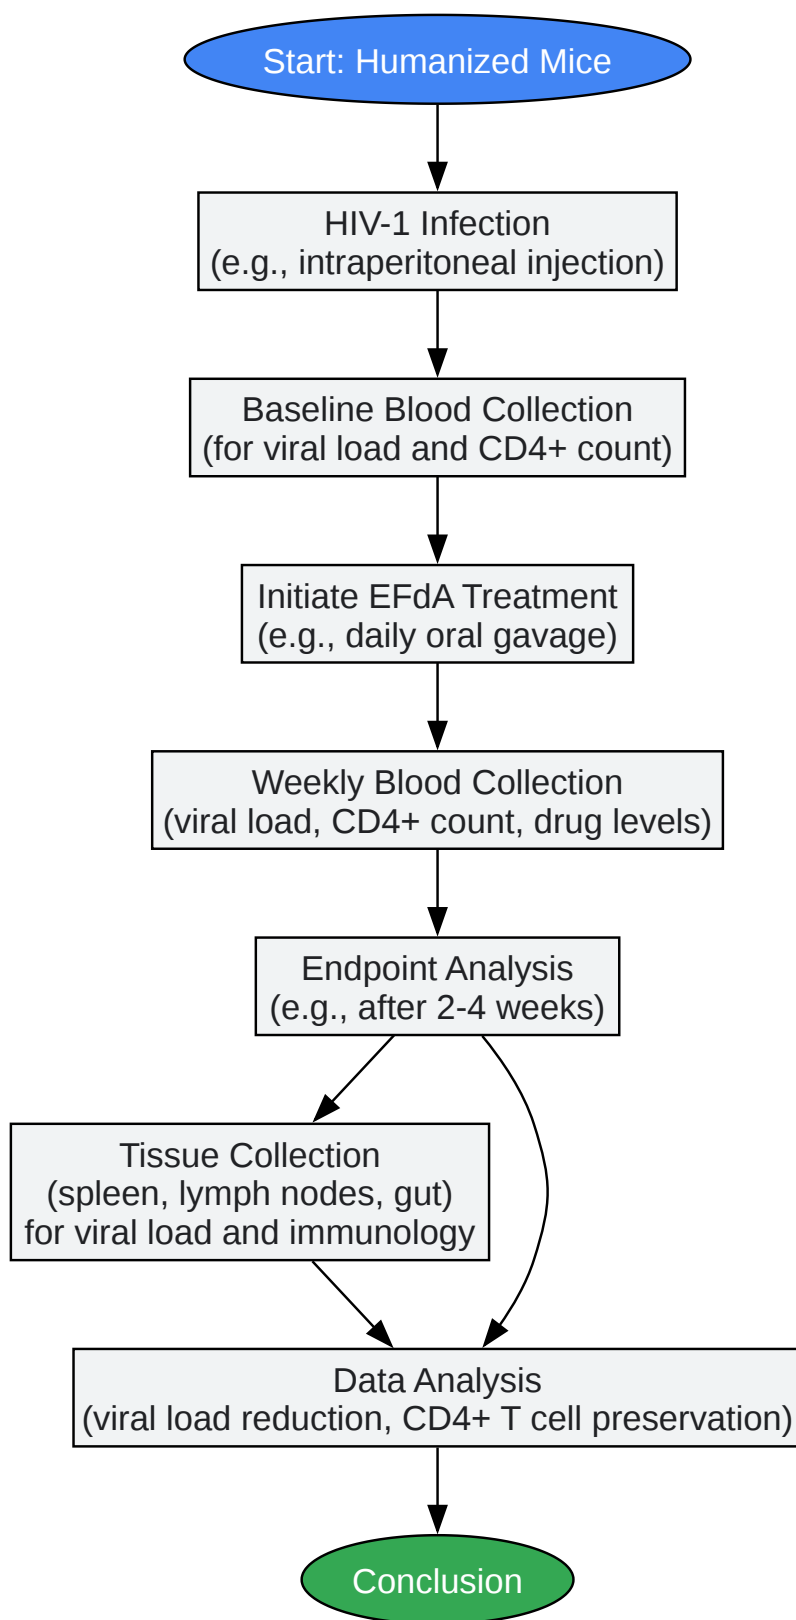 Start: Humanized Mice
HIV-1 Infection
(e.g., intraperitoneal injection)
Baseline Blood Collection
(for viral load and CD4+ count)
Initiate EFdA Treatment
(e.g., daily oral gavage)
Weekly Blood Collection
(viral load, CD4+ count, drug levels)
Endpoint Analysis
(e.g., after 2-4 weeks)
Tissue Collection
(spleen, lymph nodes, gut)
for viral load and immunology
Data Analysis
(viral load reduction, CD4+ T cell preservation)
Conclusion